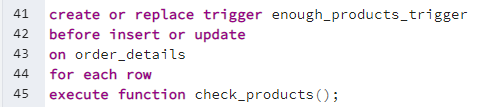 41 create or replace trigger enough_products_trigger
42 before insert or update
43 on order_details
44 for each row
45 execute function check_products();